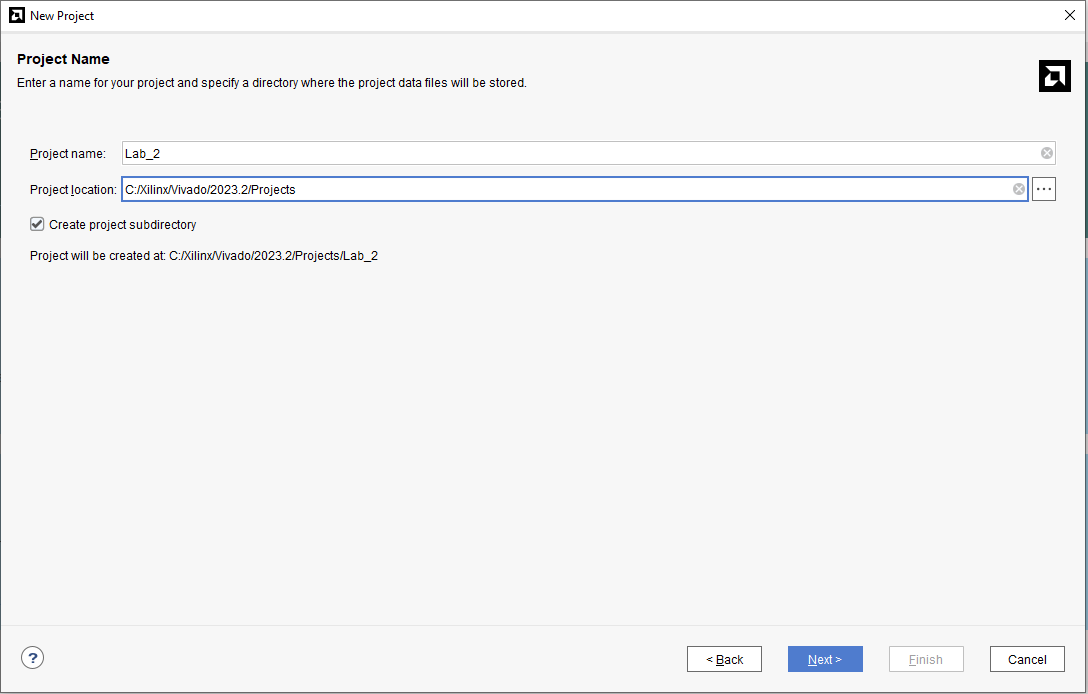 New Project
Project Name
Enter a name for your project and specify a directory where the project data files will be stored.
Project name: Lab_2
Project location: C:/Xilinx/Vivado/2023.2/Projects
Create project subdirectory
Project will be created at: C:/Xilinx/Vivado/2023.2/Projects/Lab_2
? < Back Next > Finish Cancel